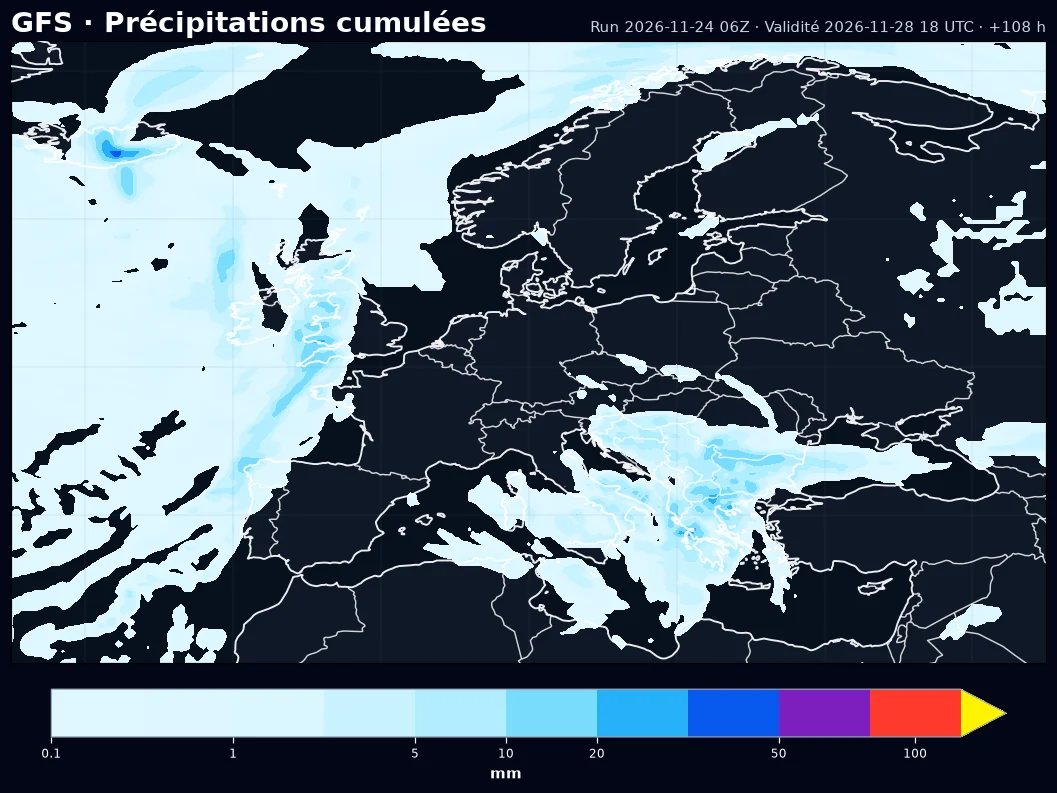 GFS · Précipitations cumulées
Run 2026-11-24 06Z · Validité 2026-11-28 18 UTC · +108 h
0.1 1 5 10 20 50 100
mm